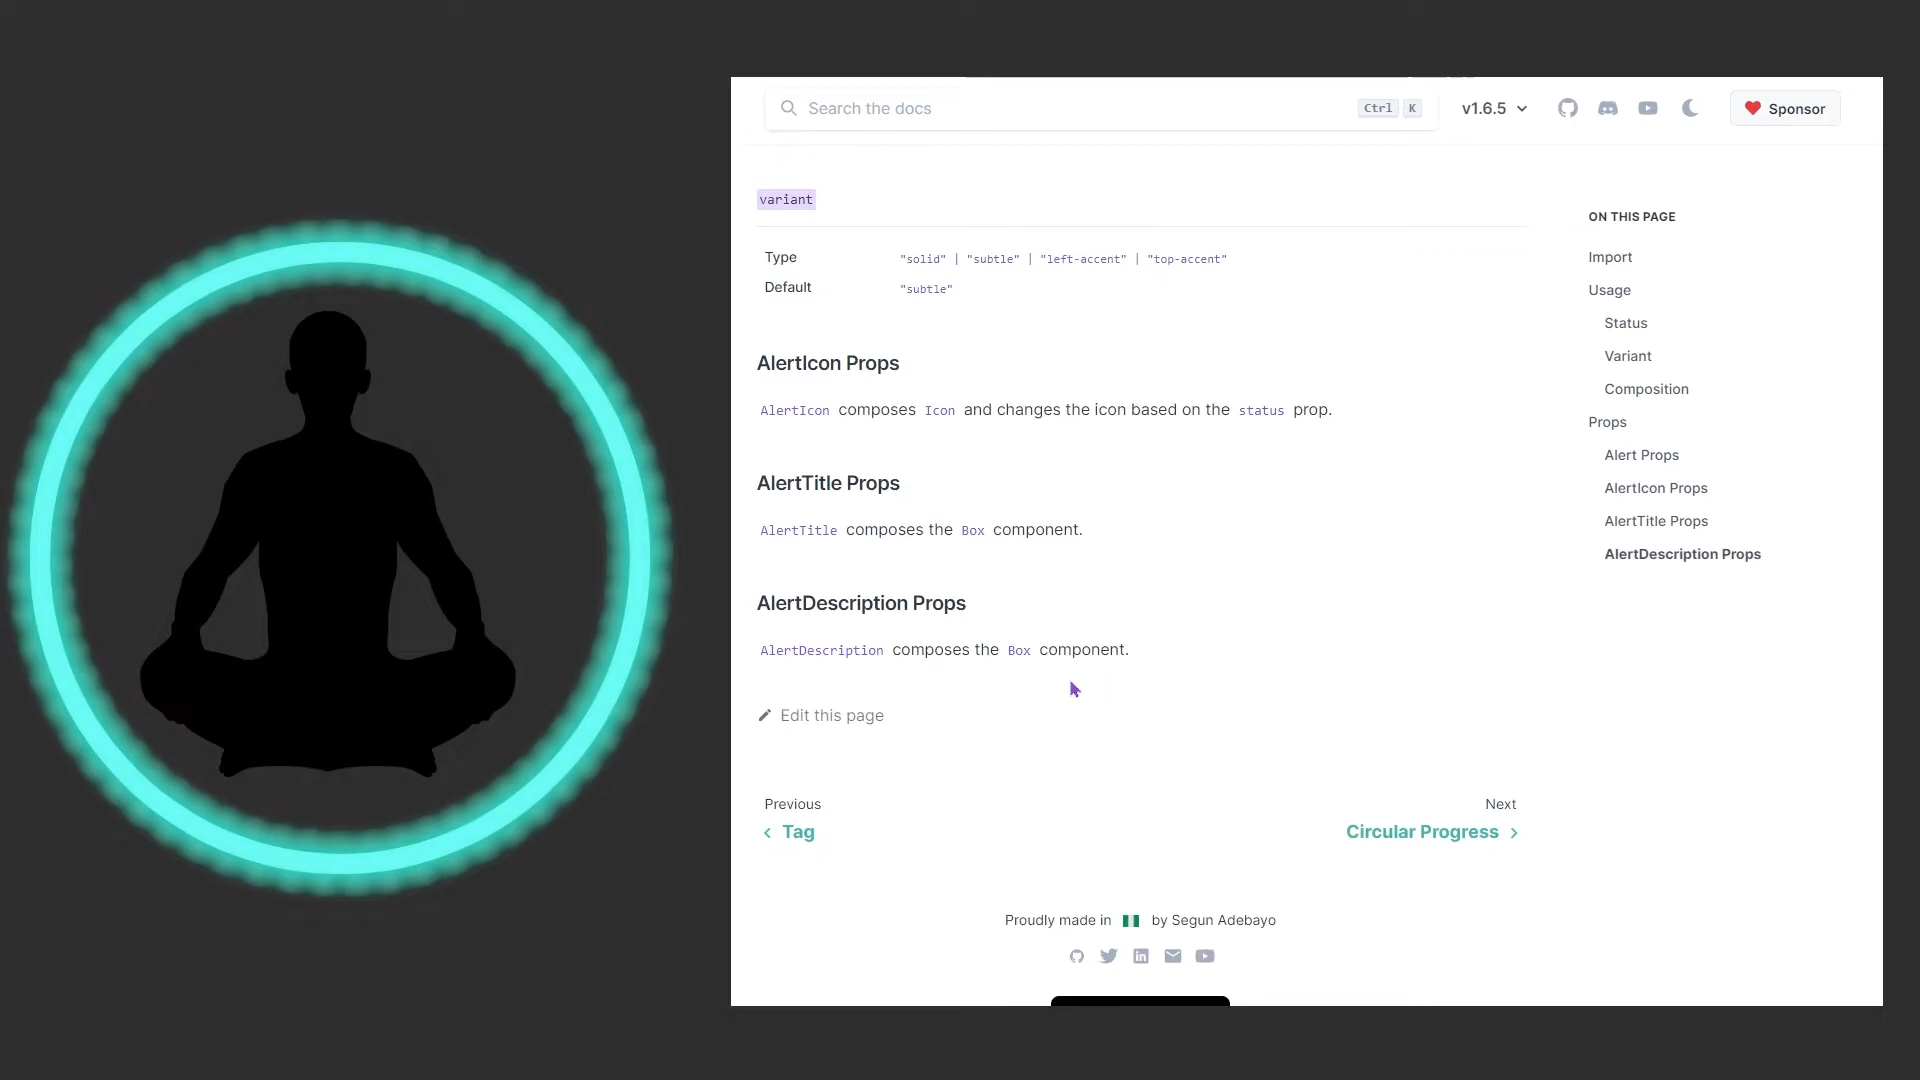 Search the docs
Ctrl K
v1.6.5
Sponsor
variant
Type "solid" | "subtle" | "left-accent" | "top-accent"
Default "subtle"
AlertIcon Props
AlertIcon composes Icon and changes the icon based on the status prop.
AlertTitle Props
AlertTitle composes the Box component.
AlertDescription Props
AlertDescription composes the Box component.
Edit this page
Previous
Tag
Next
Circular Progress
Proudly made in by Segun Adebayo
ON THIS PAGE
Import
Usage
Status
Variant
Composition
Props
Alert Props
AlertIcon Props
AlertTitle Props
AlertDescription Props